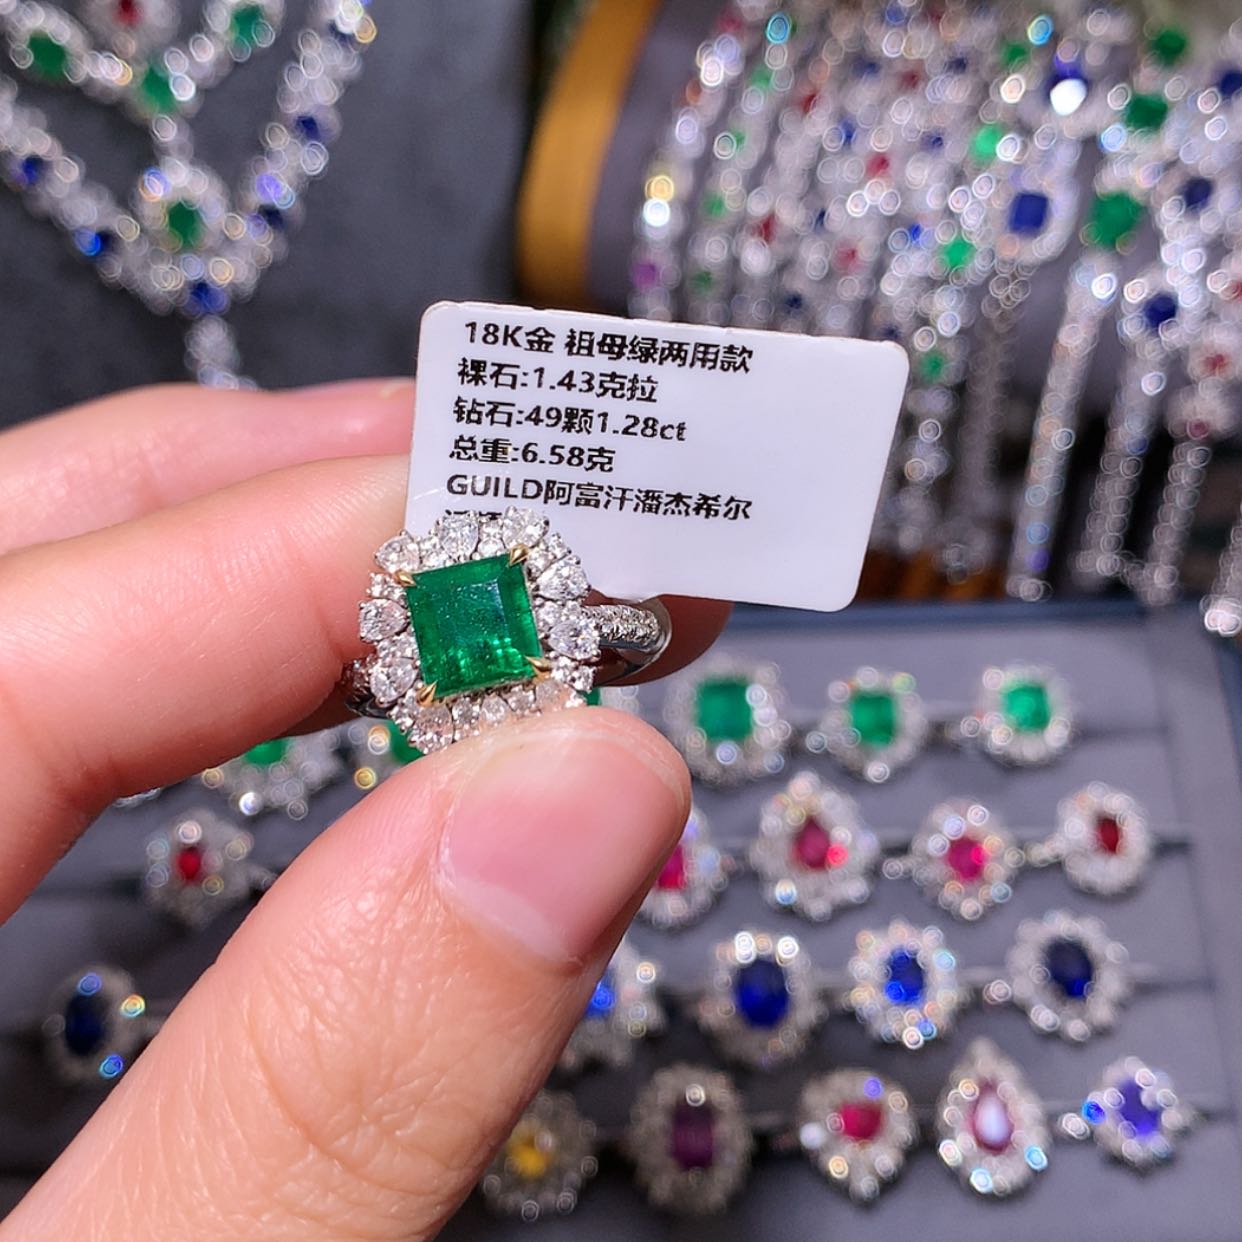 18K金 祖母绿两用款
裸石:1.43克拉
钻石:49颗1.28ct
总重:6.58克
GUILD阿富汗潘杰希尔